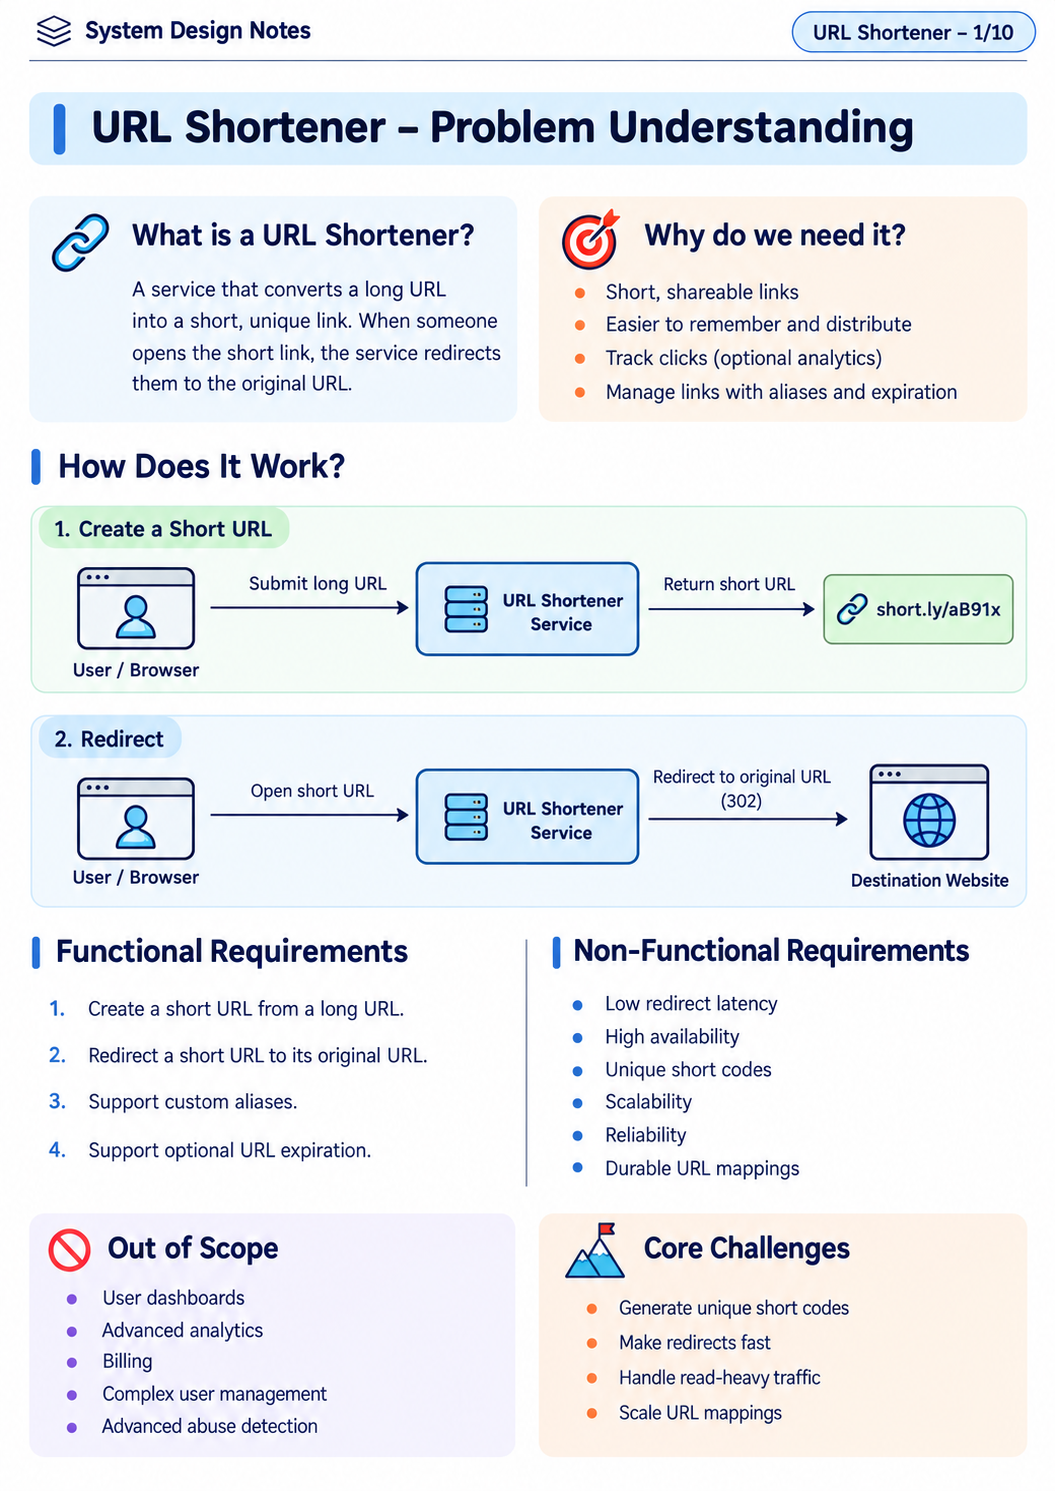 System Design Notes
URL Shortener – 1/10
URL Shortener – Problem Understanding
What is a URL Shortener?
A service that converts a long URL
into a short, unique link. When someone
opens the short link, the service redirects
them to the original URL.
Why do we need it?
Short, shareable links
Easier to remember and distribute
Track clicks (optional analytics)
Manage links with aliases and expiration
How Does It Work?
1. Create a Short URL
User / Browser
Submit long URL
URL Shortener
Service
Return short URL
short.ly/aB91x
2. Redirect
User / Browser
Open short URL
URL Shortener
Service
Redirect to original URL
(302)
Destination Website
Functional Requirements
1. Create a short URL from a long URL.
2. Redirect a short URL to its original URL.
3. Support custom aliases.
4. Support optional URL expiration.
Non-Functional Requirements
Low redirect latency
High availability
Unique short codes
Scalability
Reliability
Durable URL mappings
Out of Scope
User dashboards
Advanced analytics
Billing
Complex user management
Advanced abuse detection
Core Challenges
Generate unique short codes
Make redirects fast
Handle read-heavy traffic
Scale URL mappings